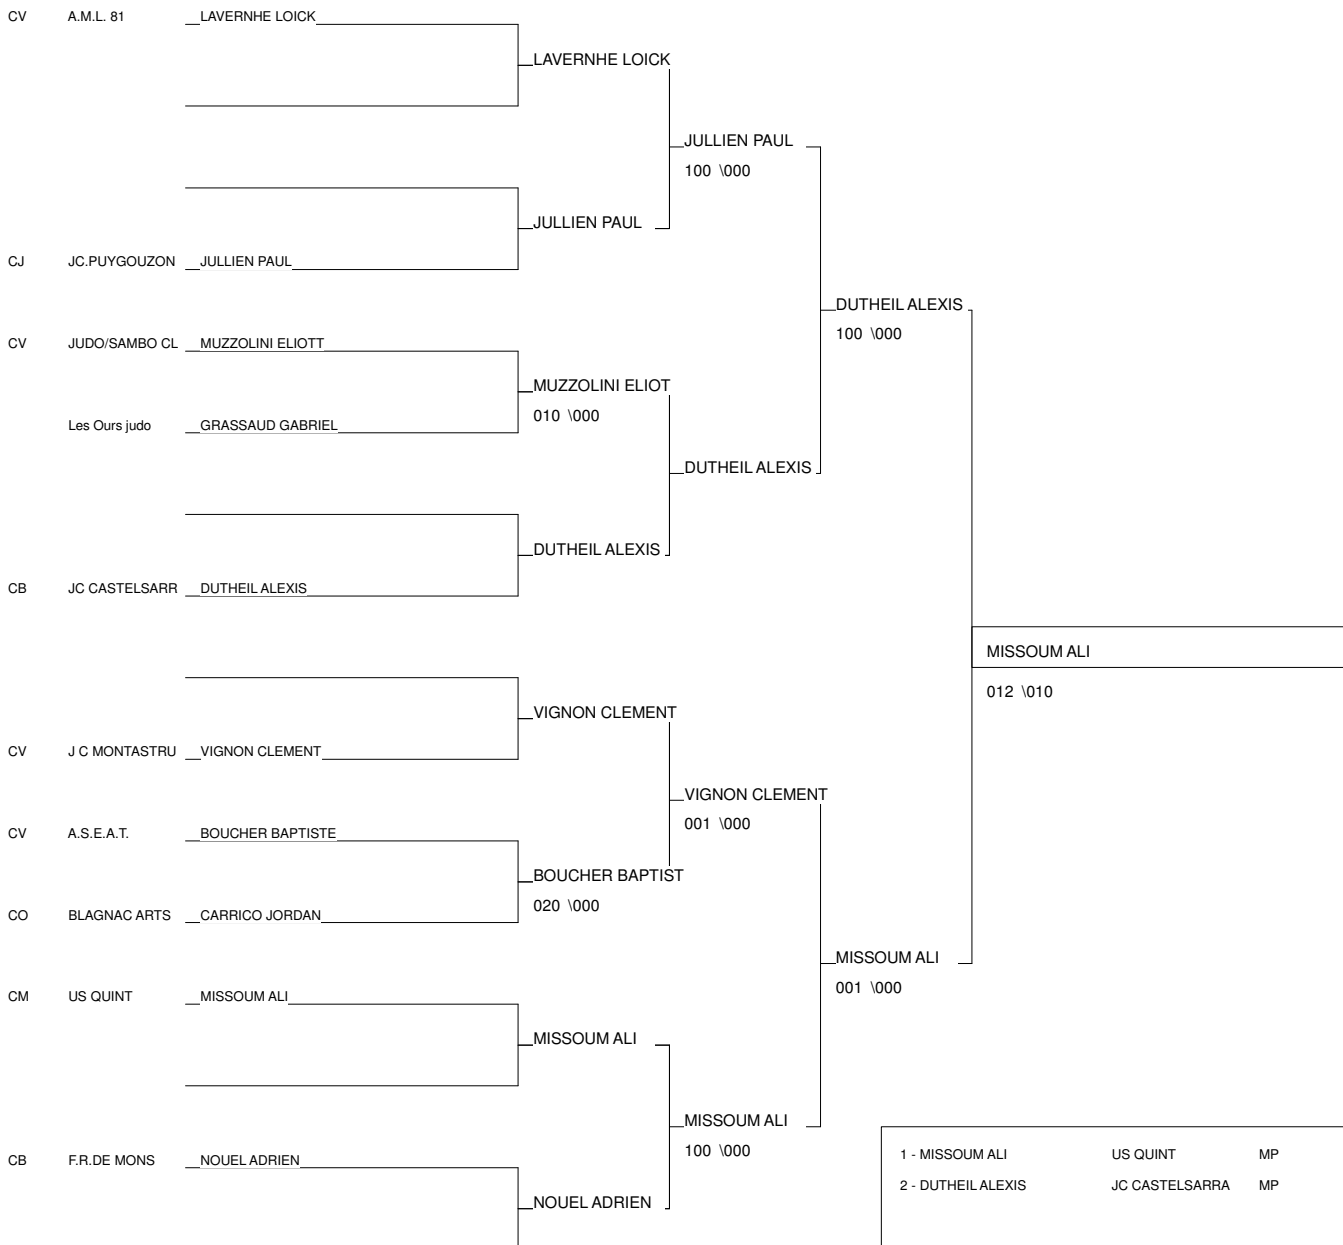 CV A.M.L. 81 LAVERNHE LOICK
LAVERNHE LOICK
JULLIEN PAUL
100 \000
JULLIEN PAUL
CJ JC.PUYGOUZON JULLIEN PAUL
DUTHEIL ALEXIS
100 \000
CV JUDO/SAMBO CL MUZZOLINI ELIOTT
MUZZOLINI ELIOT
010 \000
Les Ours judo GRASSAUD GABRIEL
DUTHEIL ALEXIS
DUTHEIL ALEXIS
CB JC CASTELSARR DUTHEIL ALEXIS
MISSOUM ALI
012 \010
VIGNON CLEMENT
CV J C MONTASTRU VIGNON CLEMENT
VIGNON CLEMENT
001 \000
CV A.S.E.A.T. BOUCHER BAPTISTE
BOUCHER BAPTIST
020 \000
CO BLAGNAC ARTS CARRICO JORDAN
MISSOUM ALI
001 \000
CM US QUINT MISSOUM ALI
MISSOUM ALI
MISSOUM ALI
100 \000
CB F.R.DE MONS NOUEL ADRIEN
NOUEL ADRIEN
1 - MISSOUM ALI US QUINT MP
2 - DUTHEIL ALEXIS JC CASTELSARRA MP